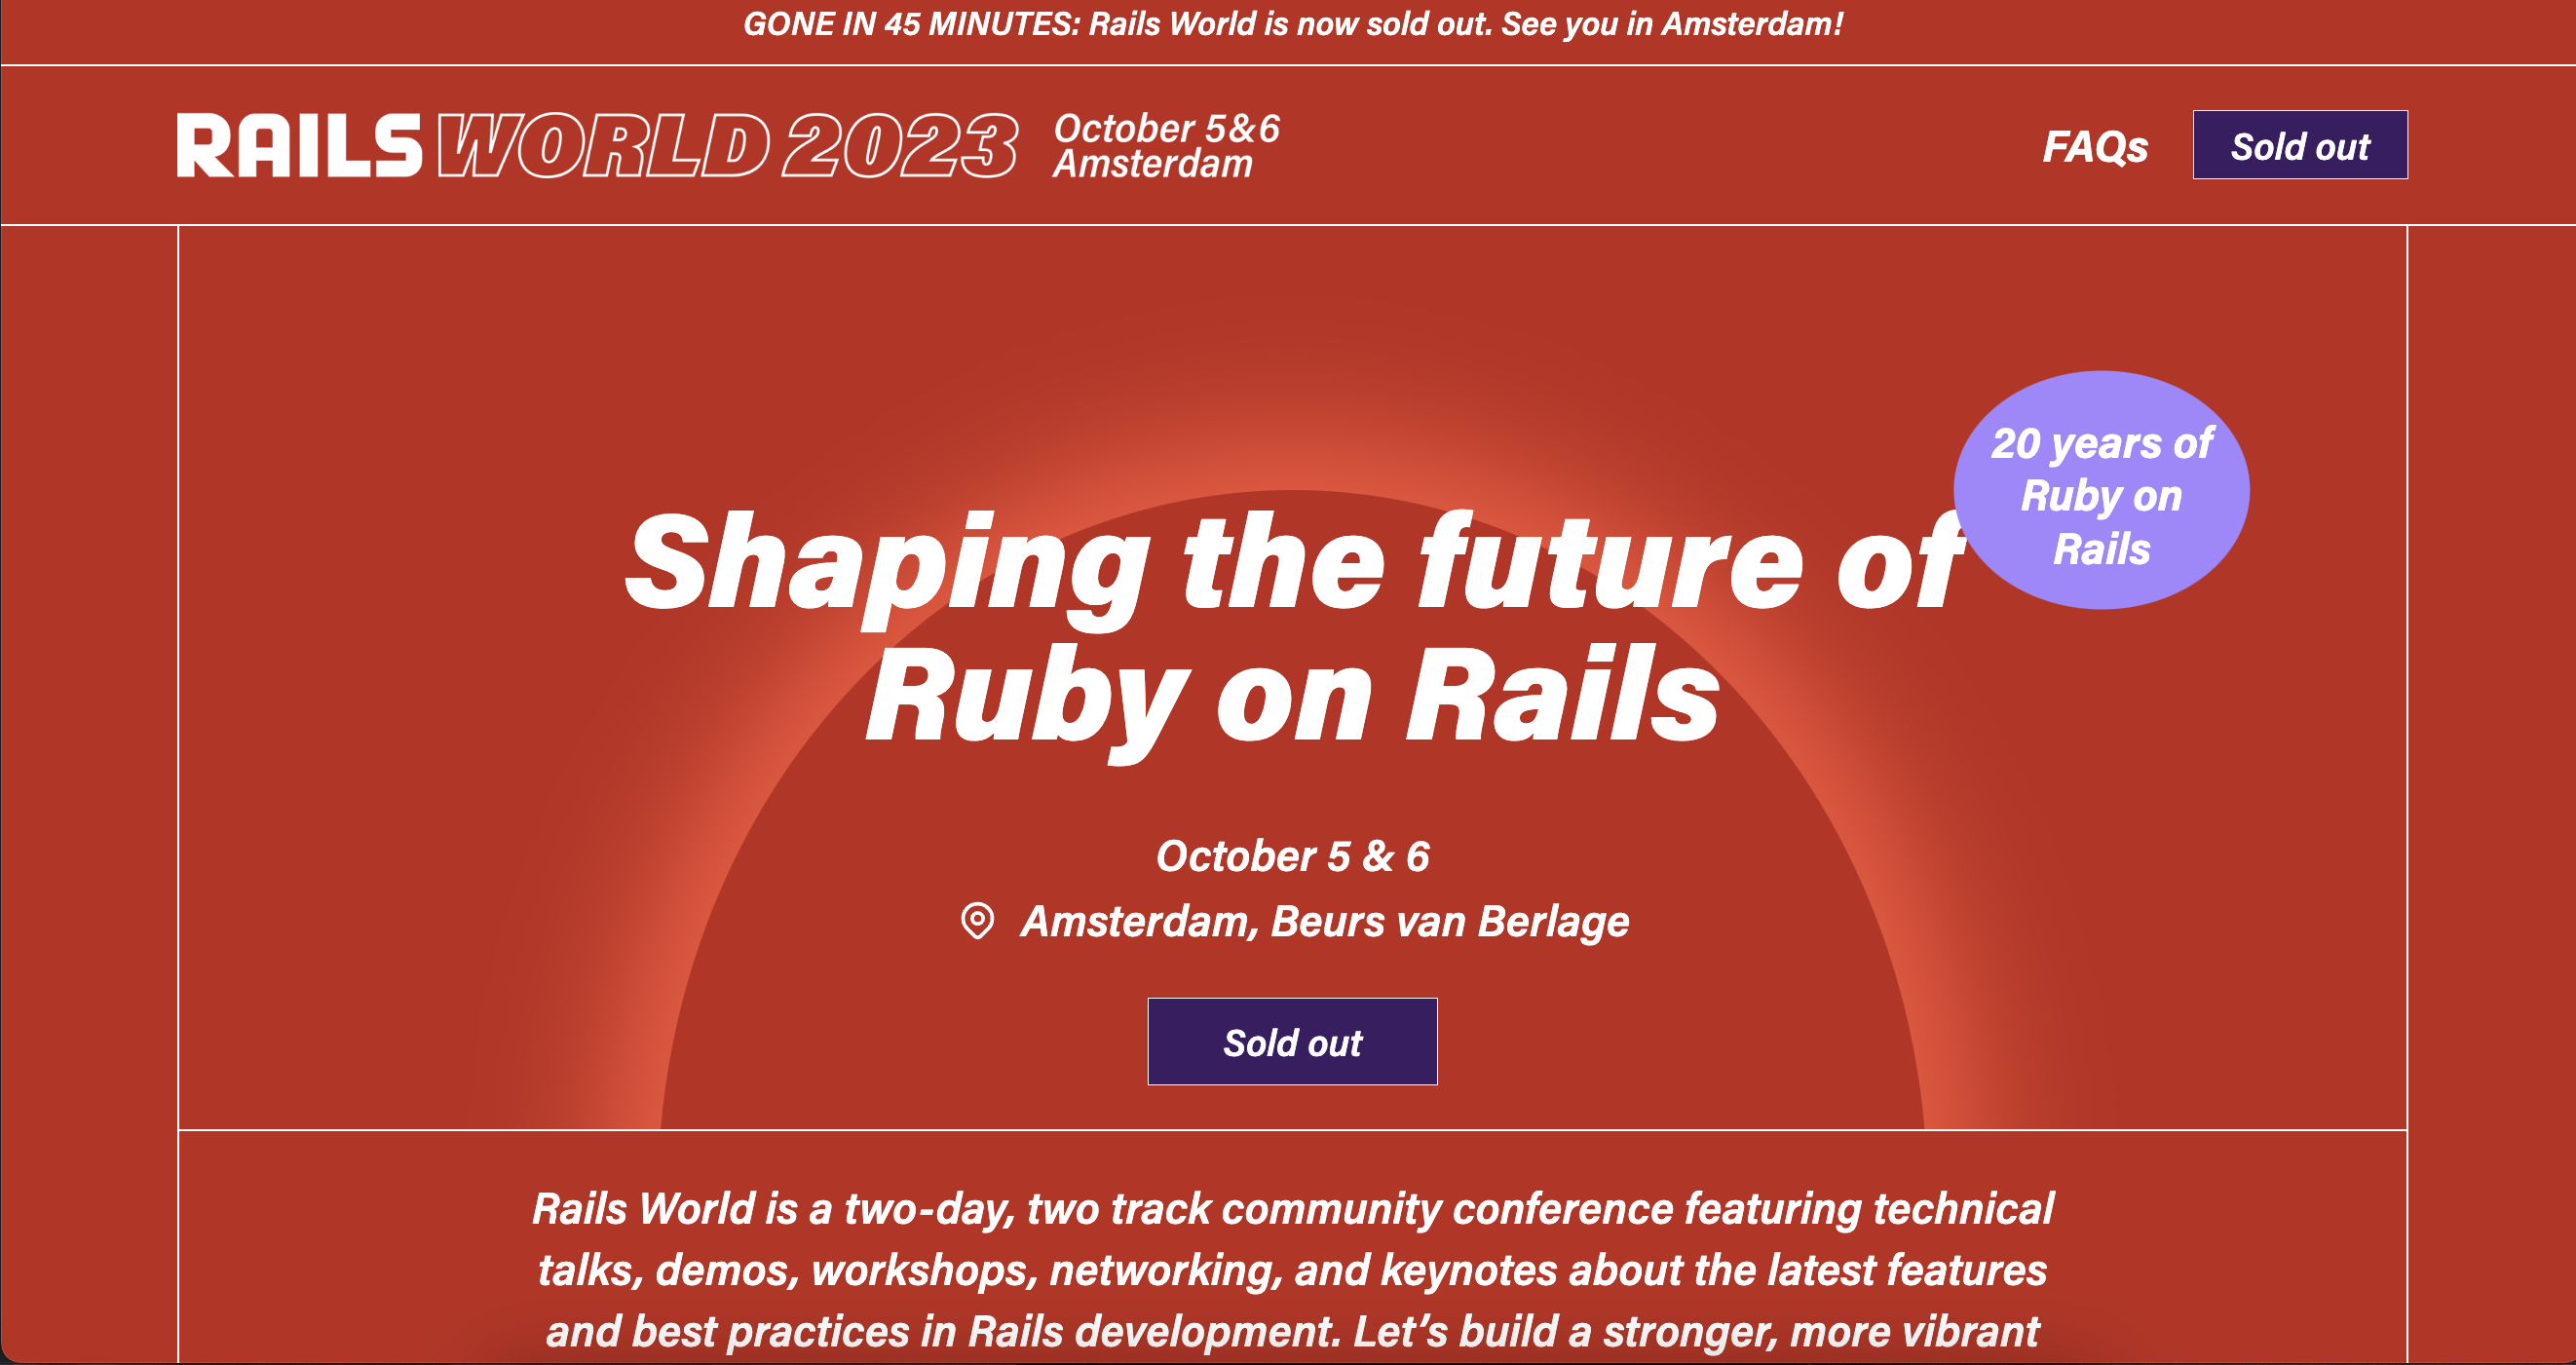 GONE IN 45 MINUTES: Rails World is now sold out. See you in Amsterdam!
RAILS WORLD 2023
October 5&6
Amsterdam
FAQs
Sold out
20 years of
Ruby on
Rails
Shaping the future of
Ruby on Rails
October 5 & 6
Amsterdam, Beurs van Berlage
Sold out
Rails World is a two-day, two track community conference featuring technical
talks, demos, workshops, networking, and keynotes about the latest features
and best practices in Rails development. Let’s build a stronger, more vibrant